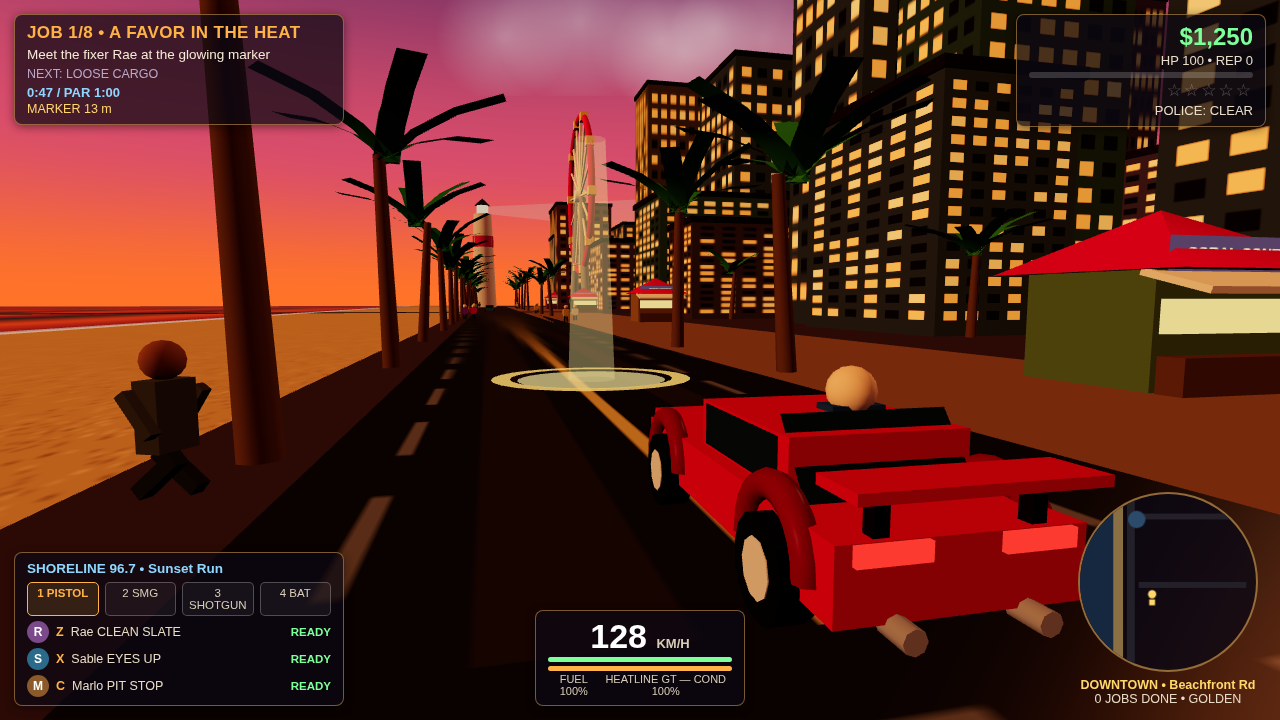 JOB 1/8 • A FAVOR IN THE HEAT
Meet the fixer Rae at the glowing marker
NEXT: LOOSE CARGO
0:47 / PAR 1:00
MARKER 13 m
$1,250
HP 100 • REP 0
☆☆☆☆☆
POLICE: CLEAR
SHORELINE 96.7 • Sunset Run
1 PISTOL
2 SMG
3 SHOTGUN
4 BAT
R Z Rae CLEAN SLATE READY
S X Sable EYES UP READY
M C Marlo PIT STOP READY
128 KM/H
FUEL 100%
HEATLINE GT — COND 100%
DOWNTOWN • Beachfront Rd
0 JOBS DONE • GOLDEN